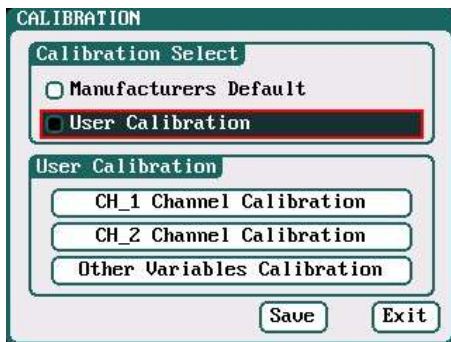 CALIBRATION
Calibration Select
Manufacturers Default
User Calibration
User Calibration
CH_1 Channel Calibration
CH_2 Channel Calibration
Other Variables Calibration
Save Exit